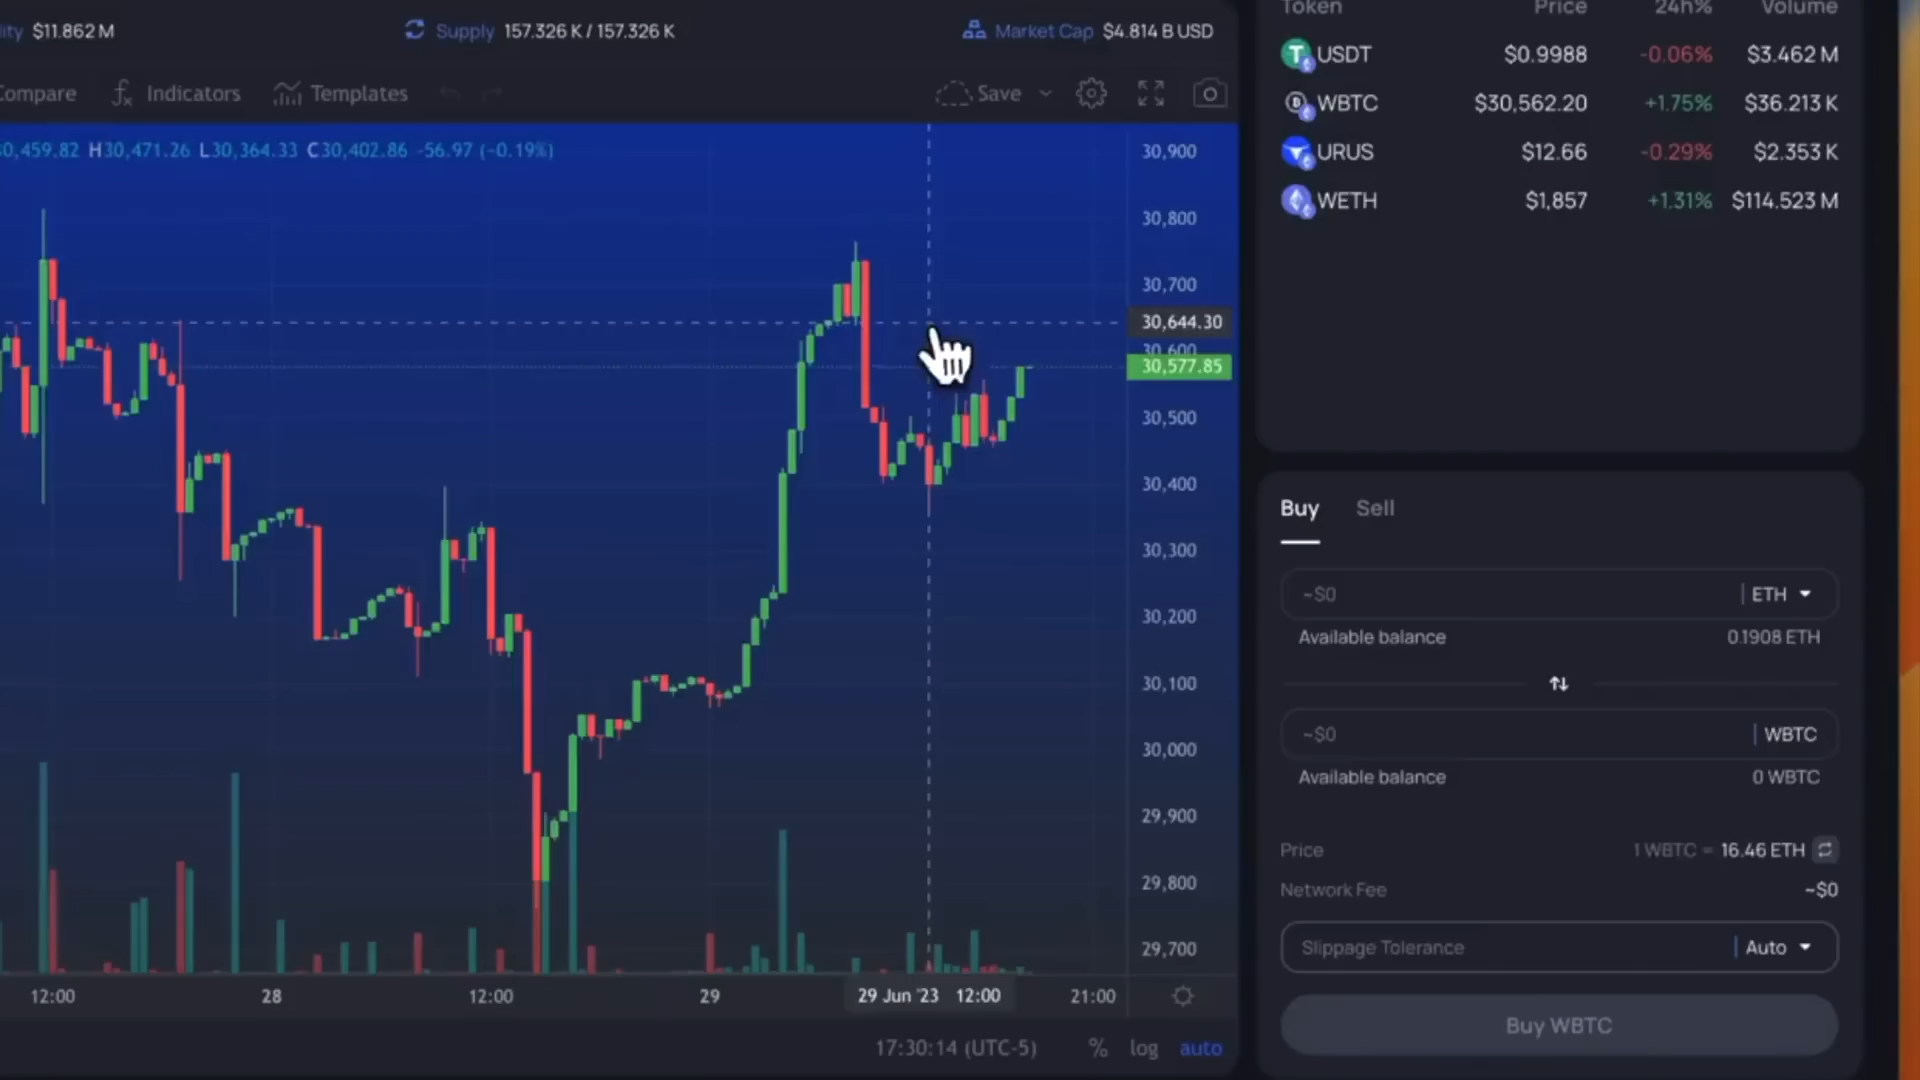 $11.862 M Supply 157.326 K / 157.326 K Market Cap $4.814 B USD
Compare Indicators Templates Save
30,459.82 H30,471.26 L30,364.33 C30,402.86 -56.97 (-0.19%)
30,900
30,800
30,700
30,644.30
30,600
30,577.85
30,500
30,400
30,300
30,200
30,100
30,000
29,900
29,800
29,700
12:00 28 12:00 29 29 Jun '23 12:00 21:00
17:30:14 (UTC-5) % log auto
Token Price 24h% Volume
USDT $0.9988 -0.06% $3.462 M
WBTC $30,562.20 +1.75% $36.213 K
URUS $12.66 -0.29% $2.353 K
WETH $1,857 +1.31% $114.523 M
Buy Sell
~$0 ETH
Available balance 0.1908 ETH
~$0 WBTC
Available balance 0 WBTC
Price 1 WBTC = 16.46 ETH
Network Fee ~$0
Slippage Tolerance Auto
Buy WBTC